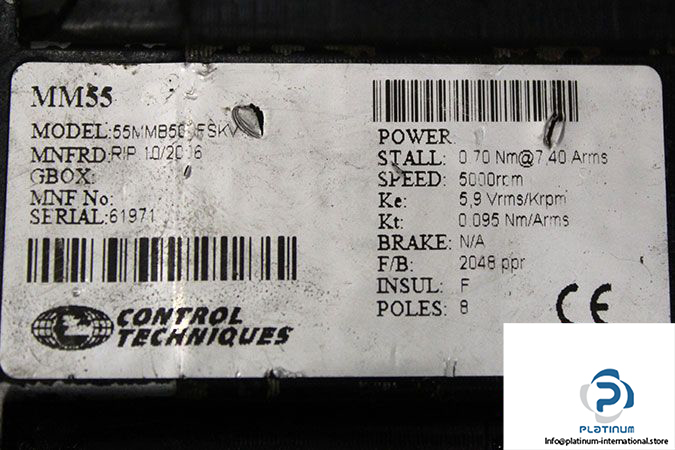 MM55
MODEL:
MNFRD: RIP 10/2006
GBOX:
MNF No:
SERIAL: 61971
CONTROL
TECHNIQUES
POWER
STALL: 0.70 Nm@7,40 Arms
SPEED: 5000rpm
Ke: 5,9 Vrms/Krpm
Kt: 0.095 Nm/Arms
BRAKE: N/A
F/B: 2048 ppr
INSUL: F
POLES: 8
CE
PLATINUM
Info@platinum-international.store